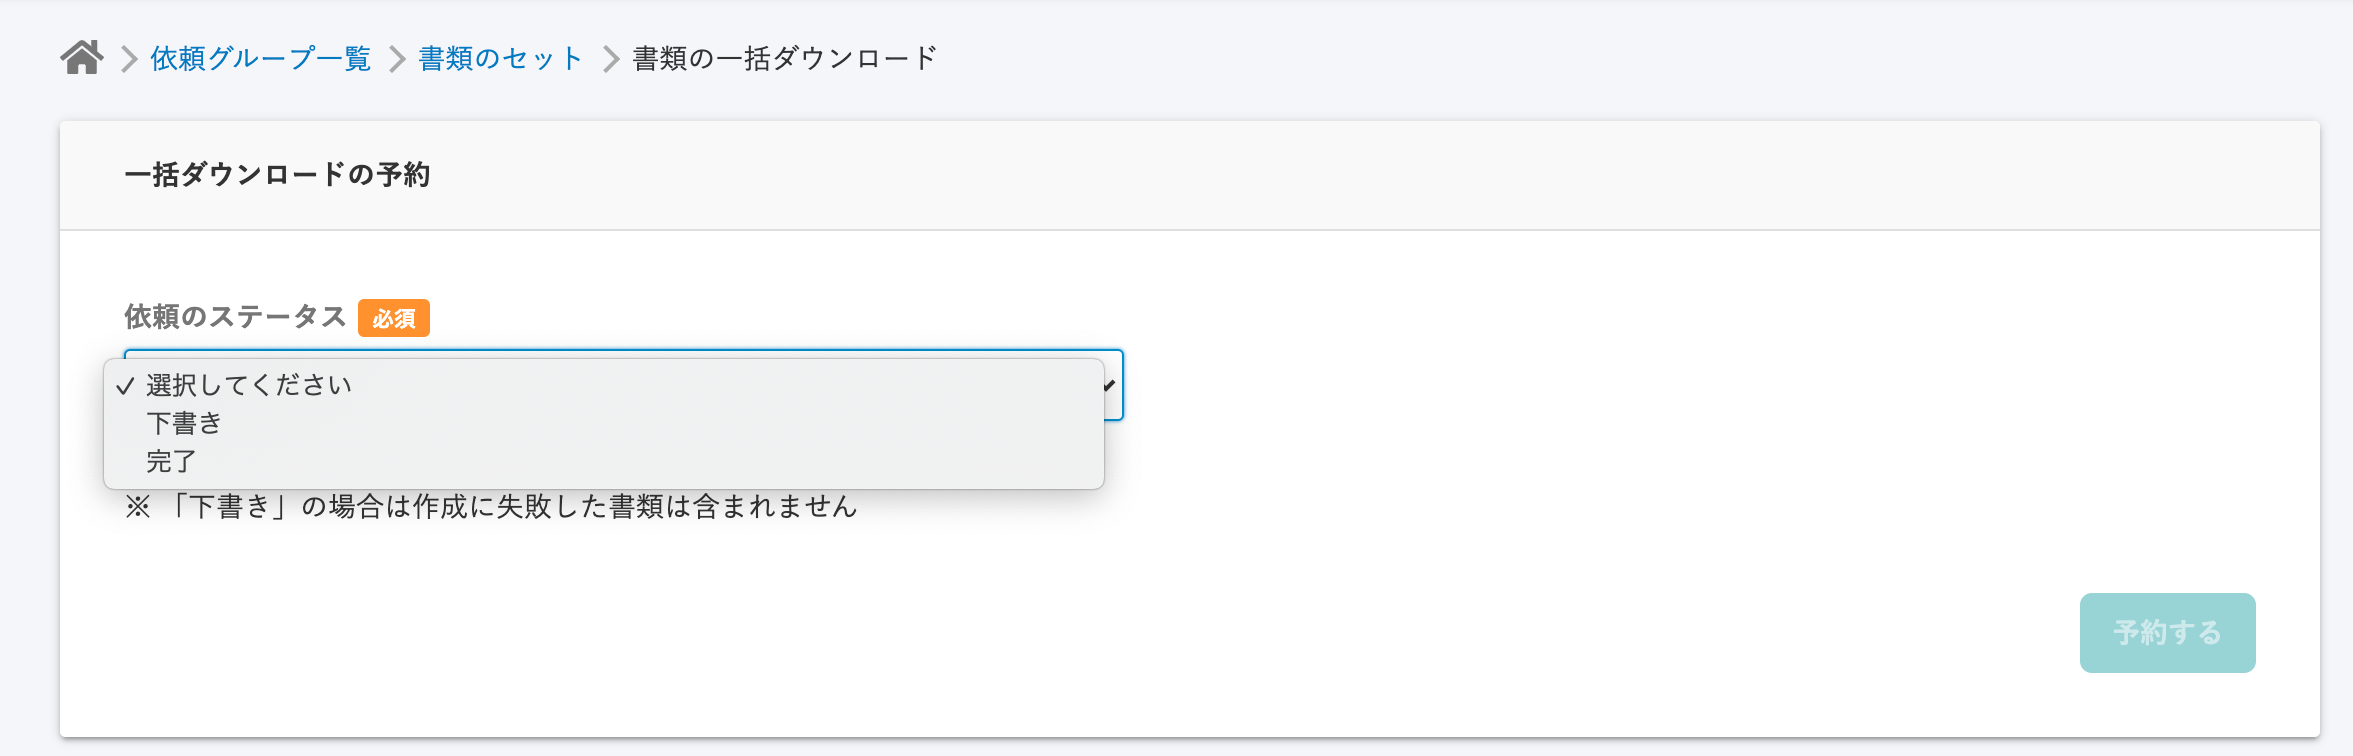 依頼グループ一覧 書類のセット 書類の一括ダウンロード
一括ダウンロードの予約
依頼のステータス 必須
選択してください
下書き
完了
※ 「下書き」の場合は作成に失敗した書類は含まれません
予約する